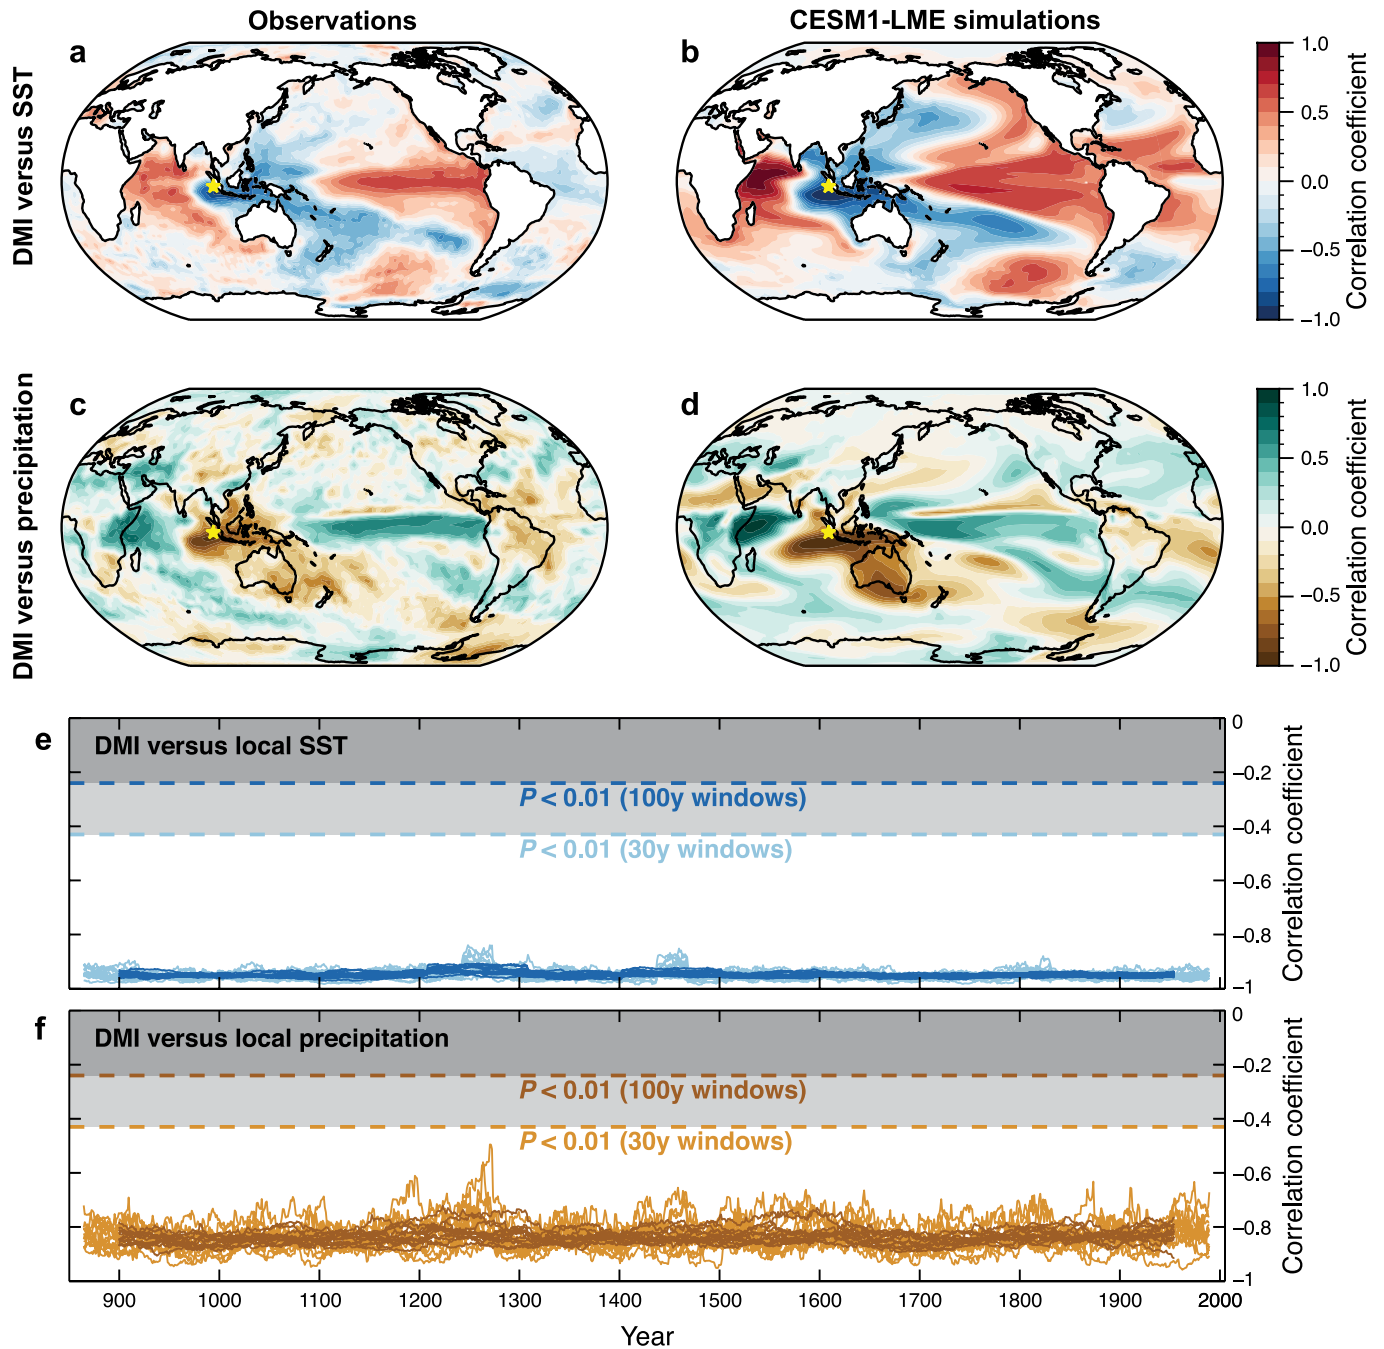 Observations
CESM1-LME simulations
DMI versus SST
a
b
1.0
0.5
0.0
−0.5
−1.0
Correlation coefficient
DMI versus precipitation
c
d
1.0
0.5
0.0
−0.5
−1.0
Correlation coefficient
e
DMI versus local SST
P < 0.01 (100y windows)
P < 0.01 (30y windows)
0
−0.2
−0.4
−0.6
−0.8
−1
Correlation coefficient
f
DMI versus local precipitation
P < 0.01 (100y windows)
P < 0.01 (30y windows)
0
−0.2
−0.4
−0.6
−0.8
−1
Correlation coefficient
900 1000 1100 1200 1300 1400 1500 1600 1700 1800 1900 2000
Year